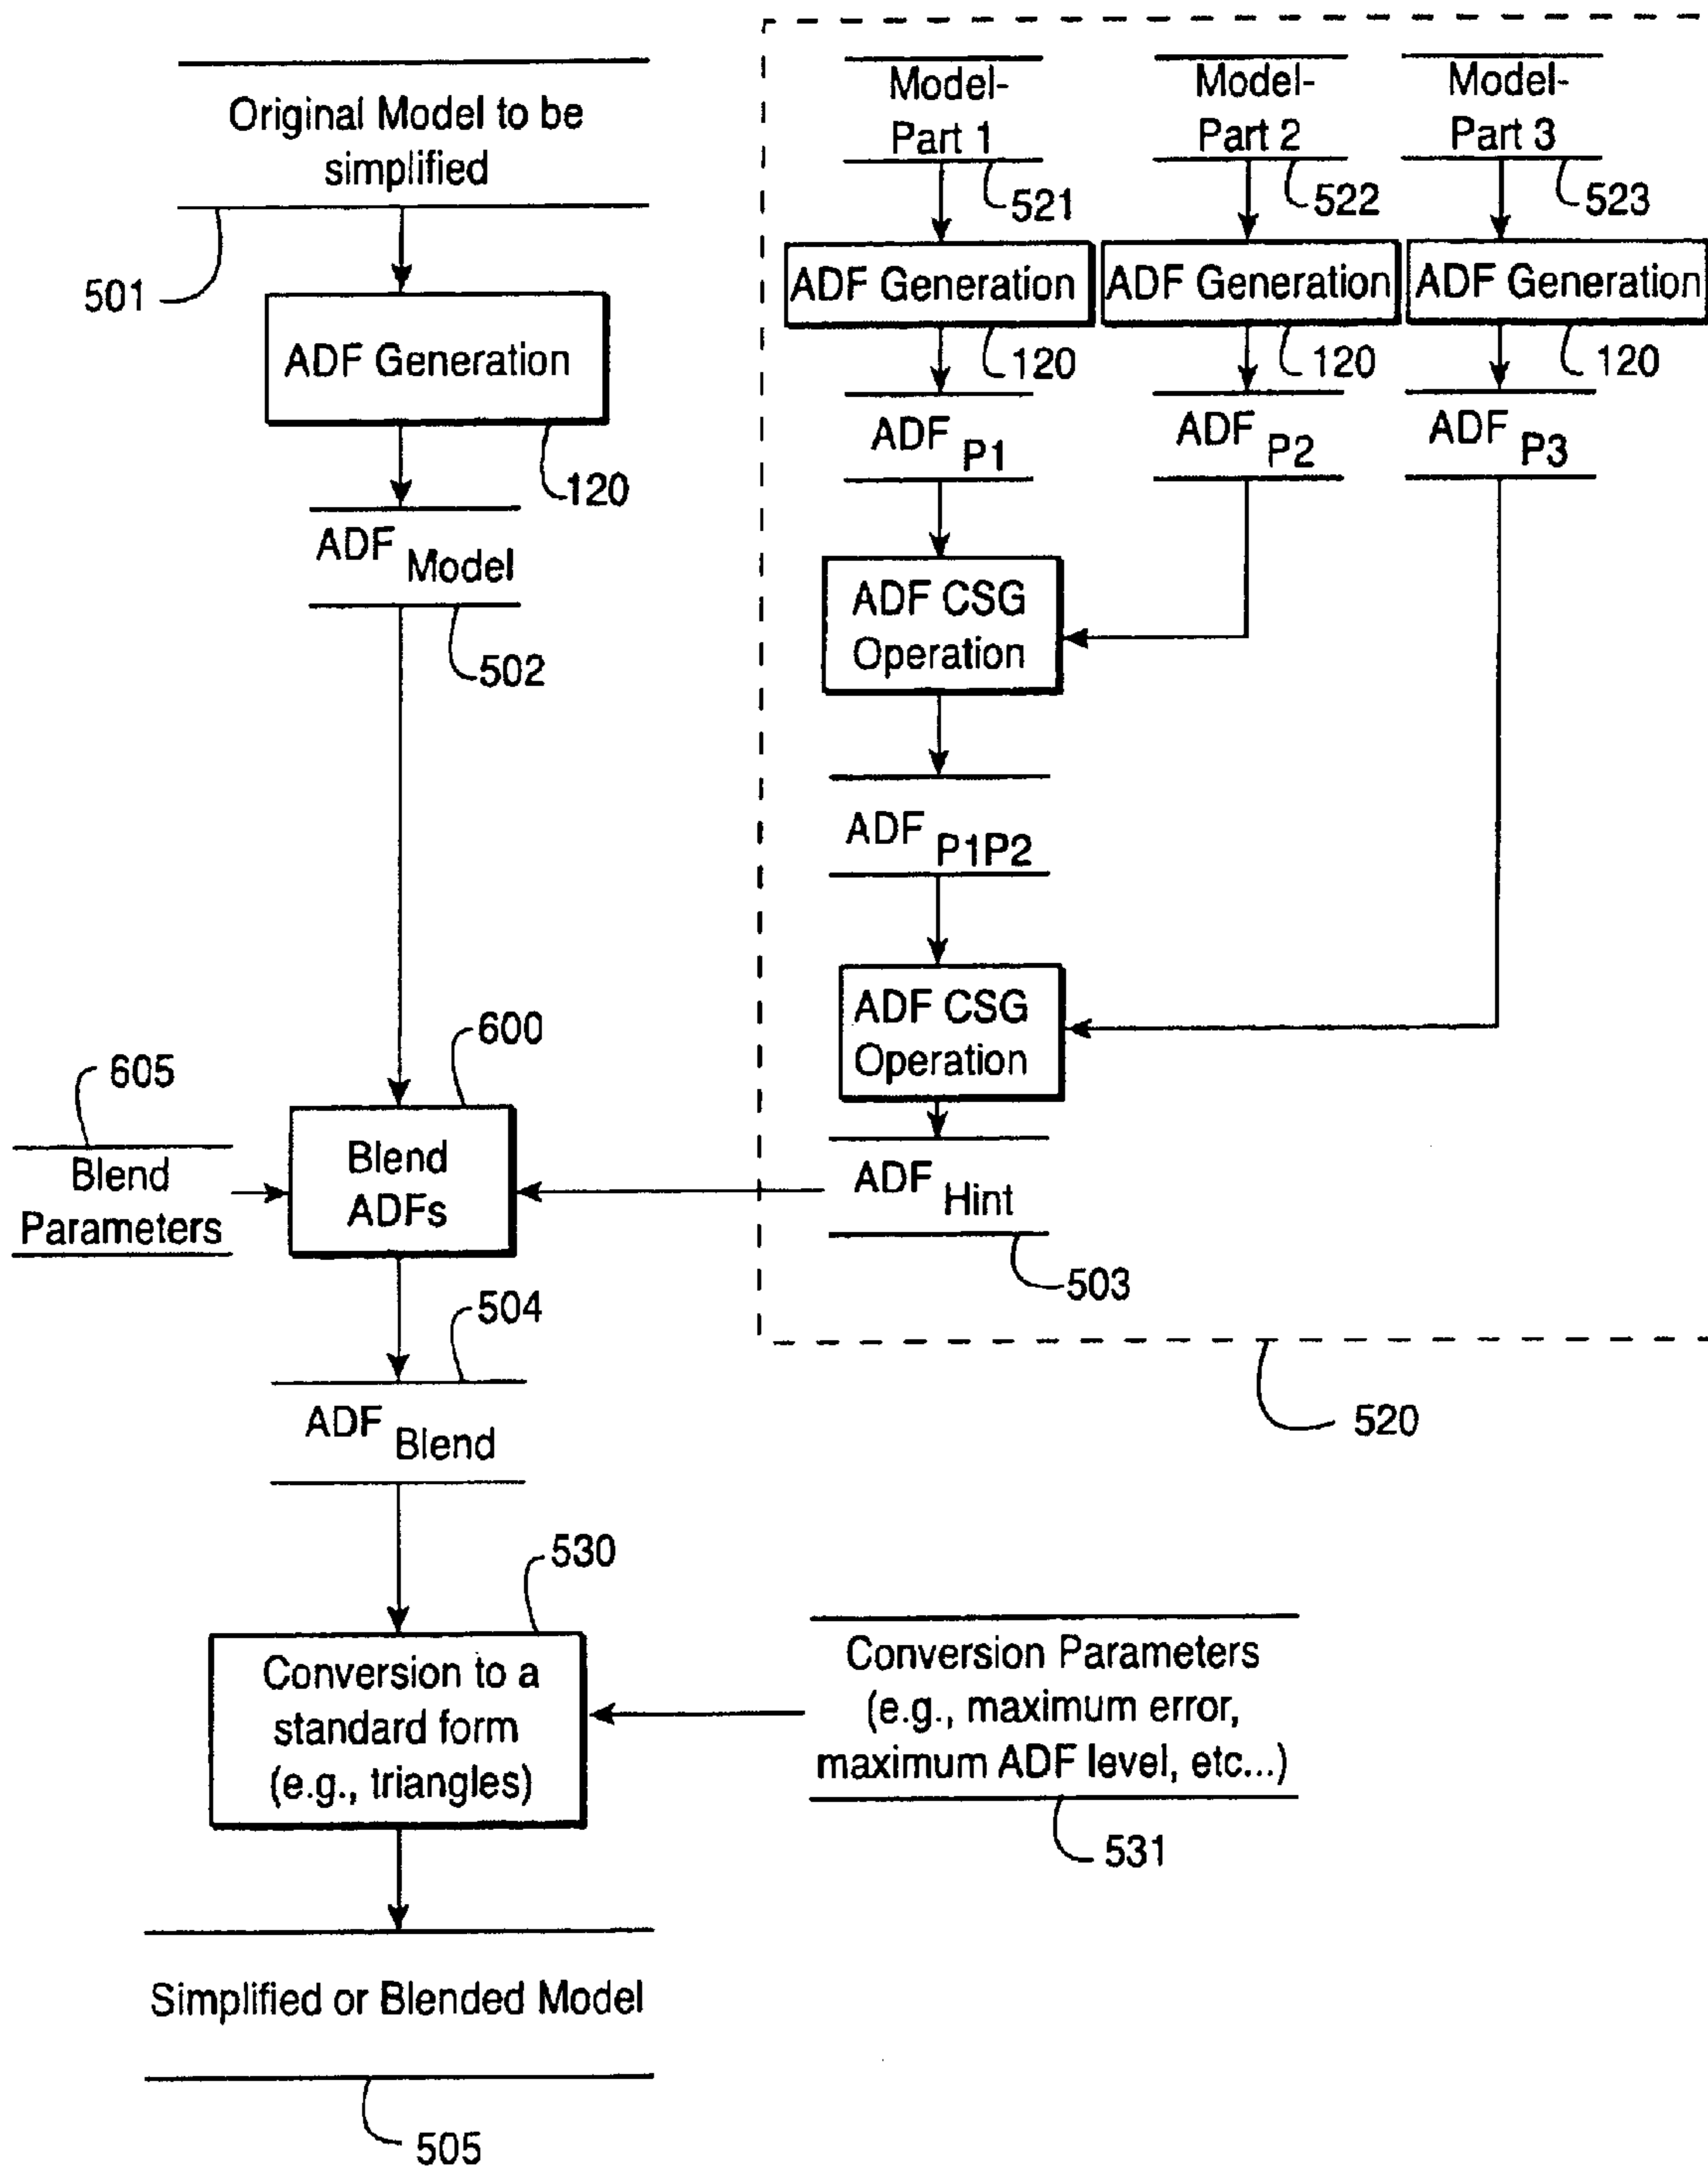 Original Model to be
simplified
501
ADF Generation
120
ADF Model
502
600
605
Blend
Parameters
Blend
ADFs
504
ADF Blend
530
Conversion to a
standard form
(e.g., triangles)
Simplified or Blended Model
505
Model-
Part 1
521
Model-
Part 2
522
Model-
Part 3
523
ADF Generation
120
ADF Generation
120
ADF Generation
120
ADF P1
ADF P2
ADF P3
ADF CSG
Operation
ADF P1P2
ADF CSG
Operation
ADF Hint
503
520
Conversion Parameters
(e.g., maximum error,
maximum ADF level, etc...)
531